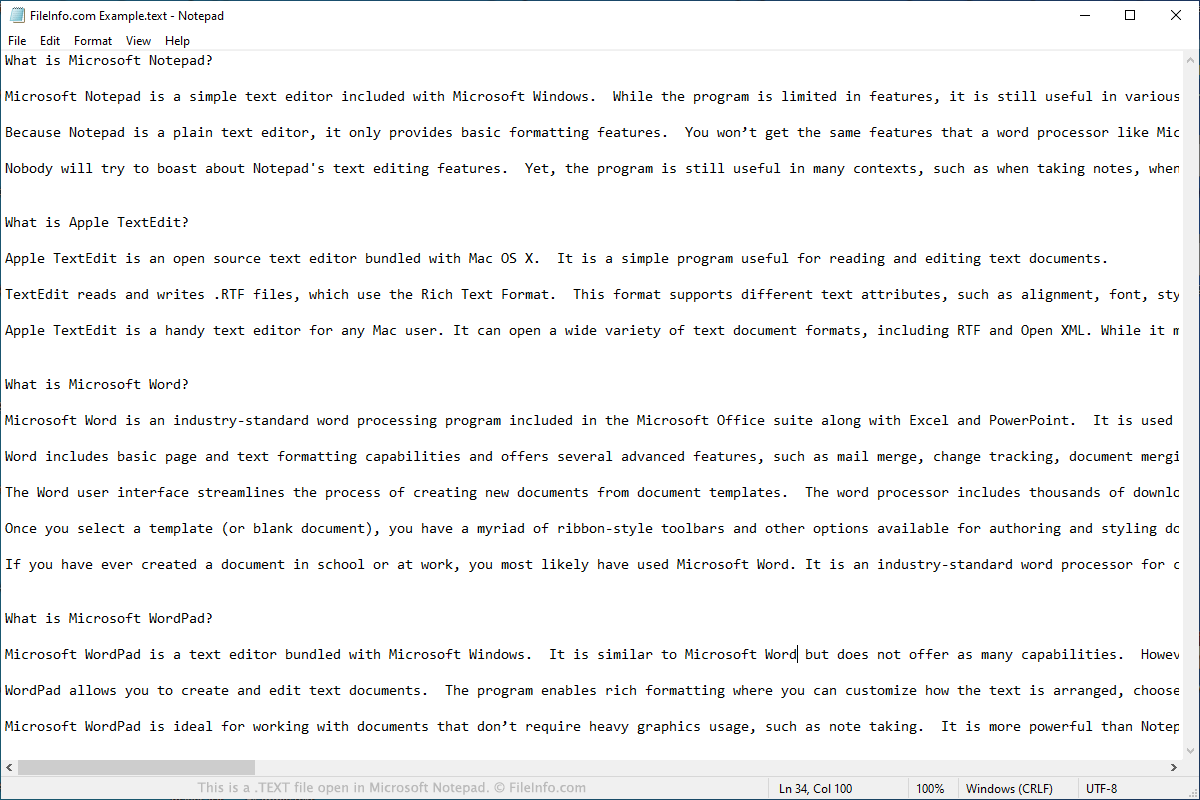 FileInfo.com Example.text - Notepad
File Edit Format View Help
What is Microsoft Notepad?
Microsoft Notepad is a simple text editor included with Microsoft Windows.  While the program is limited in features, it is still useful in various
Because Notepad is a plain text editor, it only provides basic formatting features.  You won’t get the same features that a word processor like Mic
Nobody will try to boast about Notepad's text editing features.  Yet, the program is still useful in many contexts, such as when taking notes, when
What is Apple TextEdit?
Apple TextEdit is an open source text editor bundled with Mac OS X.  It is a simple program useful for reading and editing text documents.
TextEdit reads and writes .RTF files, which use the Rich Text Format.  This format supports different text attributes, such as alignment, font, sty
Apple TextEdit is a handy text editor for any Mac user. It can open a wide variety of text document formats, including RTF and Open XML. While it m
What is Microsoft Word?
Microsoft Word is an industry-standard word processing program included in the Microsoft Office suite along with Excel and PowerPoint.  It is used
Word includes basic page and text formatting capabilities and offers several advanced features, such as mail merge, change tracking, document mergi
The Word user interface streamlines the process of creating new documents from document templates.  The word processor includes thousands of downlo
Once you select a template (or blank document), you have a myriad of ribbon-style toolbars and other options available for authoring and styling do
If you have ever created a document in school or at work, you most likely have used Microsoft Word. It is an industry-standard word processor for c
What is Microsoft WordPad?
Microsoft WordPad is a text editor bundled with Microsoft Windows.  It is similar to Microsoft Word but does not offer as many capabilities.  Howev
WordPad allows you to create and edit text documents.  The program enables rich formatting where you can customize how the text is arranged, choose
Microsoft WordPad is ideal for working with documents that don’t require heavy graphics usage, such as note taking.  It is more powerful than Notep
This is a .TEXT file open in Microsoft Notepad. © FileInfo.com
Ln 34, Col 100 100% Windows (CRLF) UTF-8